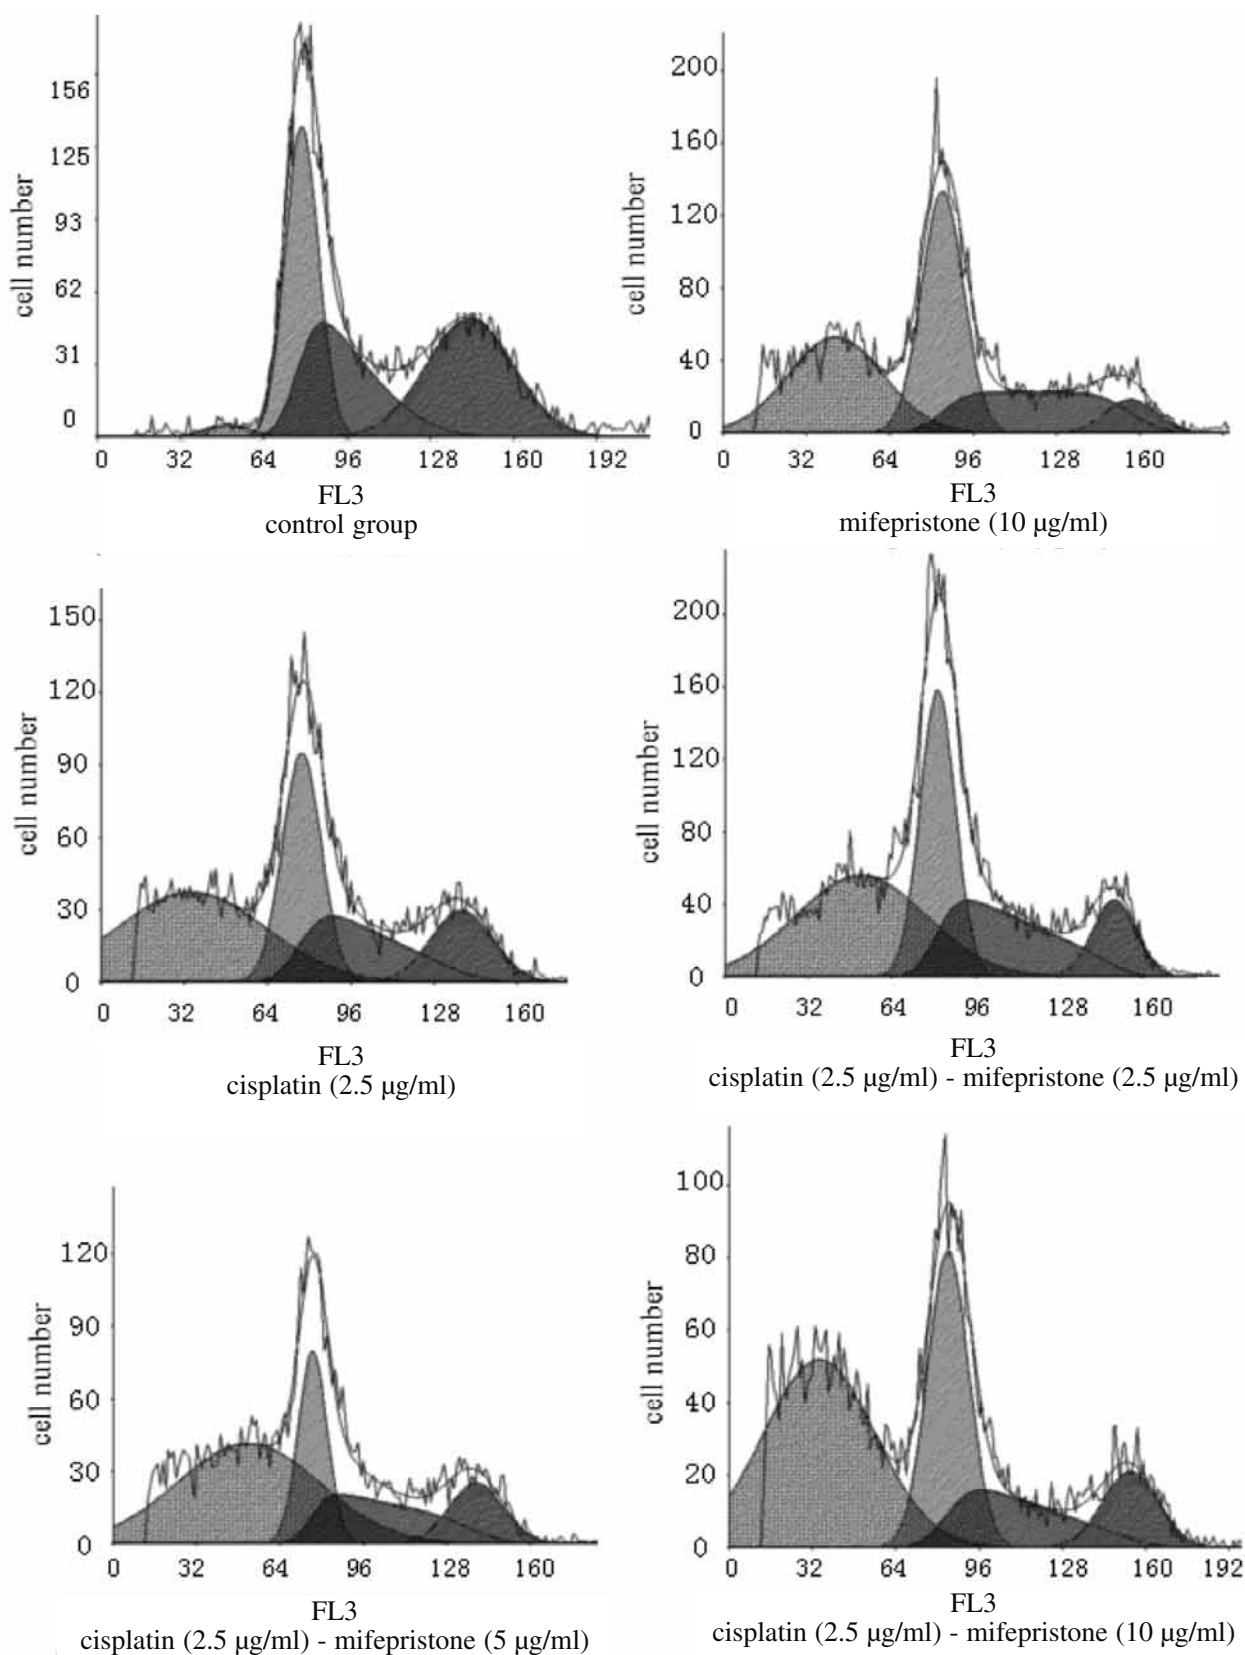 cell number
156
125
93
62
31
0
0 32 64 96 128 160 192
FL3
control group
cell number
200
160
120
80
40
0
0 32 64 96 128 160
FL3
mifepristone (10 µg/ml)
cell number
150
120
90
60
30
0
0 32 64 96 128 160
FL3
cisplatin (2.5 µg/ml)
cell number
200
160
120
80
40
0
0 32 64 96 128 160
FL3
cisplatin (2.5 µg/ml) - mifepristone (2.5 µg/ml)
cell number
120
90
60
30
0
0 32 64 96 128 160
FL3
cisplatin (2.5 µg/ml) - mifepristone (5 µg/ml)
cell number
100
80
60
40
20
0
0 32 64 96 128 160 192
FL3
cisplatin (2.5 µg/ml) - mifepristone (10 µg/ml)